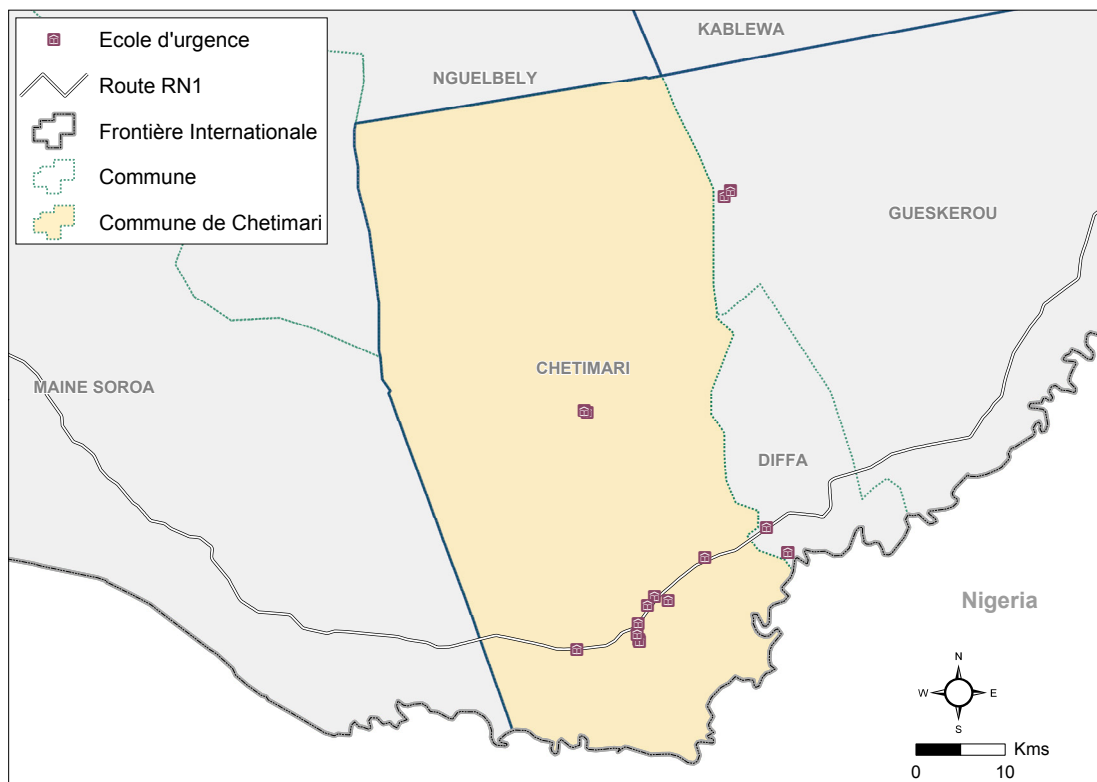 Ecole d'urgence
Route RN1
Frontière Internationale
Commune
Commune de Chetimari
KABLEWA
NGUELBELY
GUESKEROU
CHETIMARI
MAINE SOROA
DIFFA
Nigeria
N
W E
S
Kms
0 10